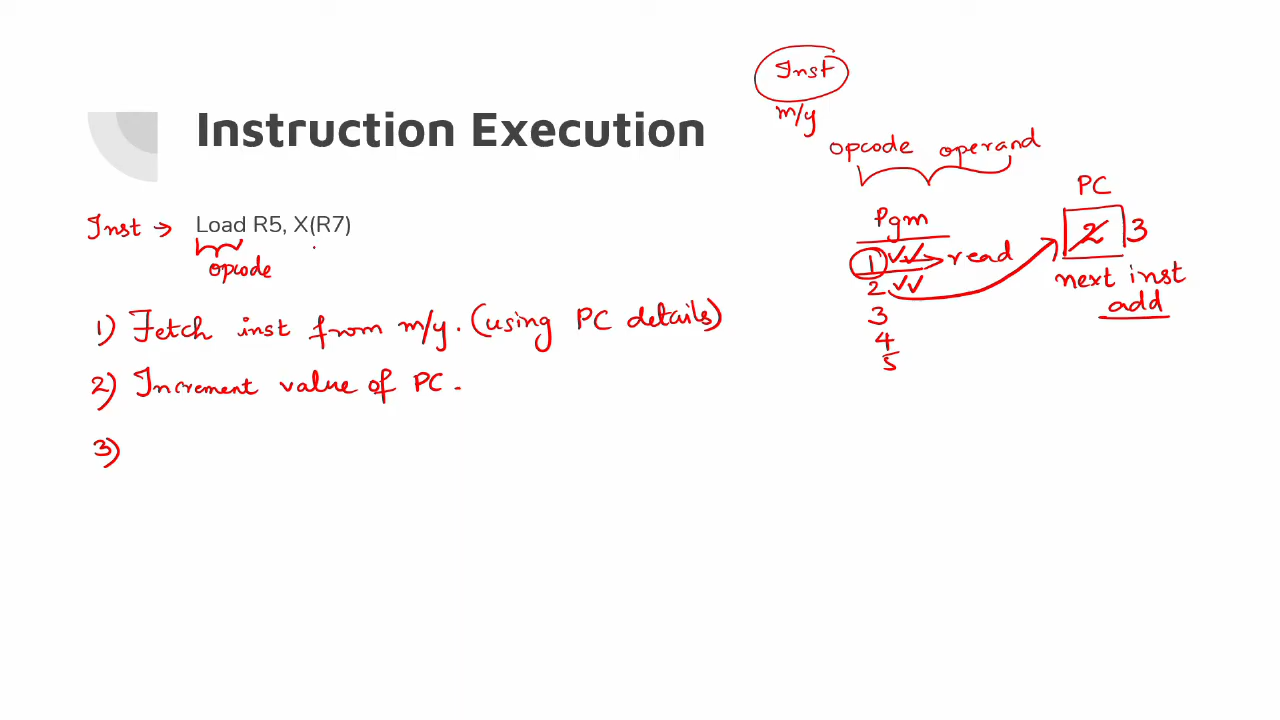 Inst
m/y
Instruction Execution
opcode operand
PC
Inst → Load R5, X(R7)
opcode
Pgm
1 ✓✓ → read
2 ✓✓
3
4
5
2 3
next inst
add
1) Fetch inst from m/y. (using PC details)
2) Increment value of PC.
3)